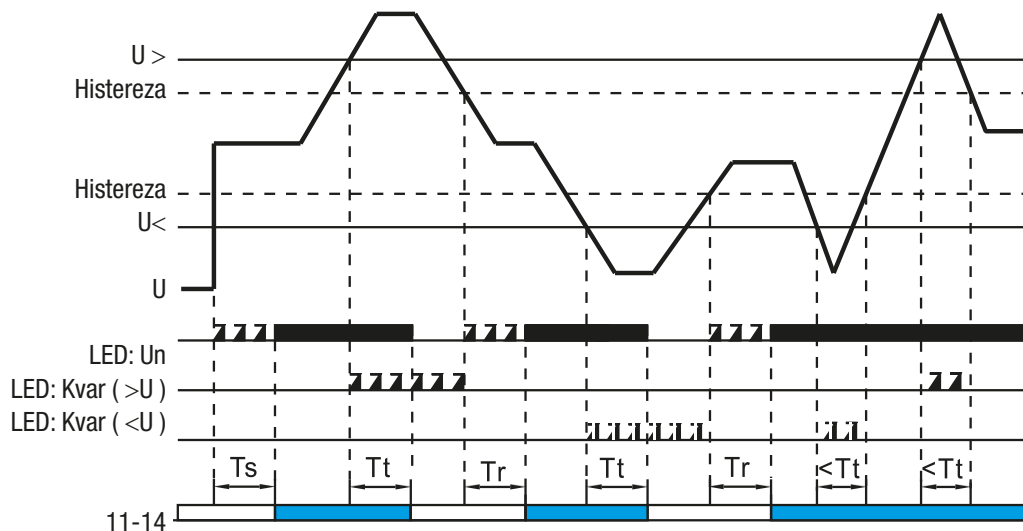 U >
Histereza
Histereza
U<
U
LED: Un
LED: Kvar ( >U )
LED: Kvar ( <U )
Ts Tt Tr Tt Tr <Tt <Tt
11-14